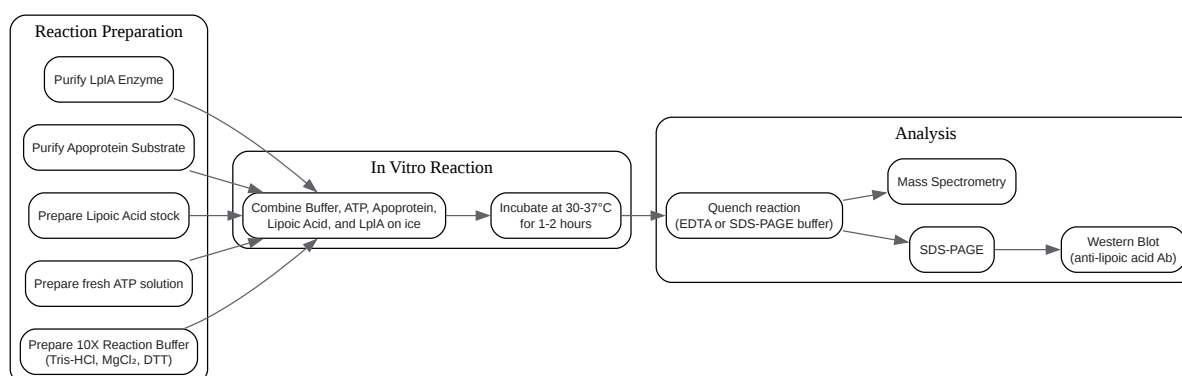 Reaction Preparation
Purify LplA Enzyme
Purify Apoprotein Substrate
Prepare Lipoic Acid stock
Prepare fresh ATP solution
Prepare 10X Reaction Buffer
(Tris-HCl, MgCl₂, DTT)
In Vitro Reaction
Combine Buffer, ATP, Apoprotein,
Lipoic Acid, and LplA on ice
Incubate at 30-37°C
for 1-2 hours
Analysis
Quench reaction
(EDTA or SDS-PAGE buffer)
Mass Spectrometry
SDS-PAGE
Western Blot
(anti-lipoic acid Ab)